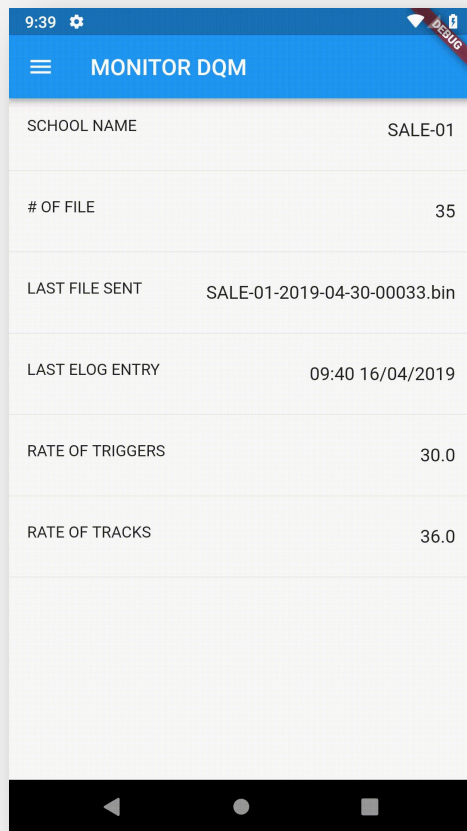 9:39
DEBUG
MONITOR DQM
SCHOOL NAME
SALE-01
# OF FILE
35
LAST FILE SENT
SALE-01-2019-04-30-00033.bin
LAST ELOG ENTRY
09:40 16/04/2019
RATE OF TRIGGERS
30.0
RATE OF TRACKS
36.0